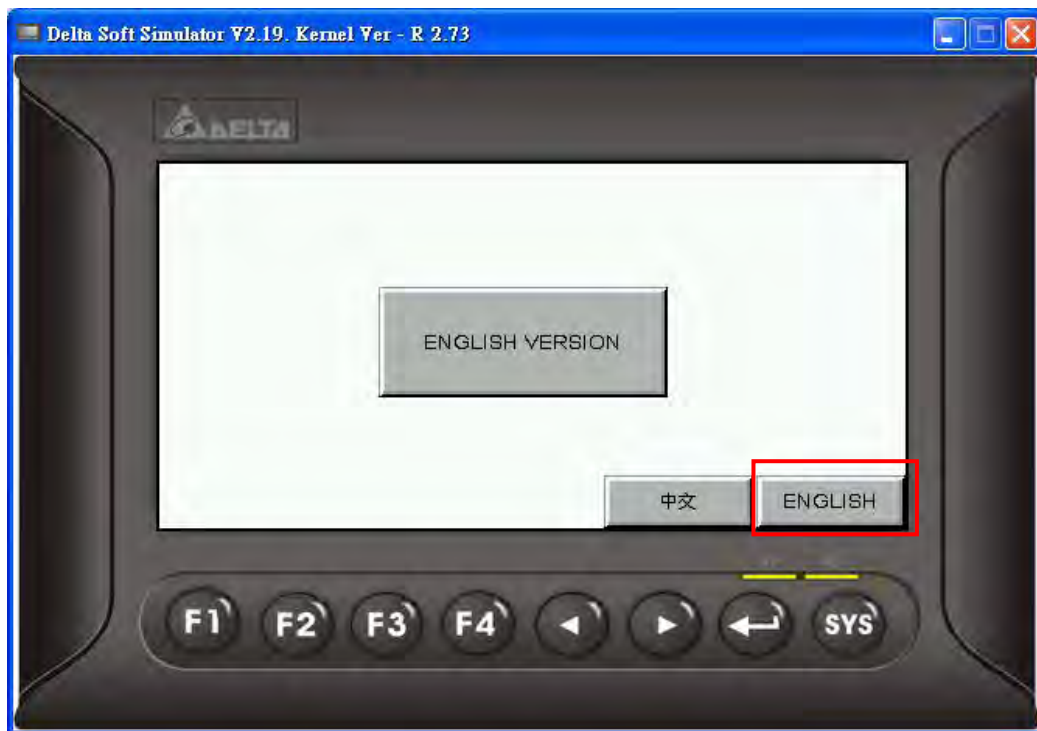 Delta Soft Simulator V2.19. Kernel Ver - R 2.73
DELTA
ENGLISH VERSION
中文 ENGLISH
F1 F2 F3 F4 SYS